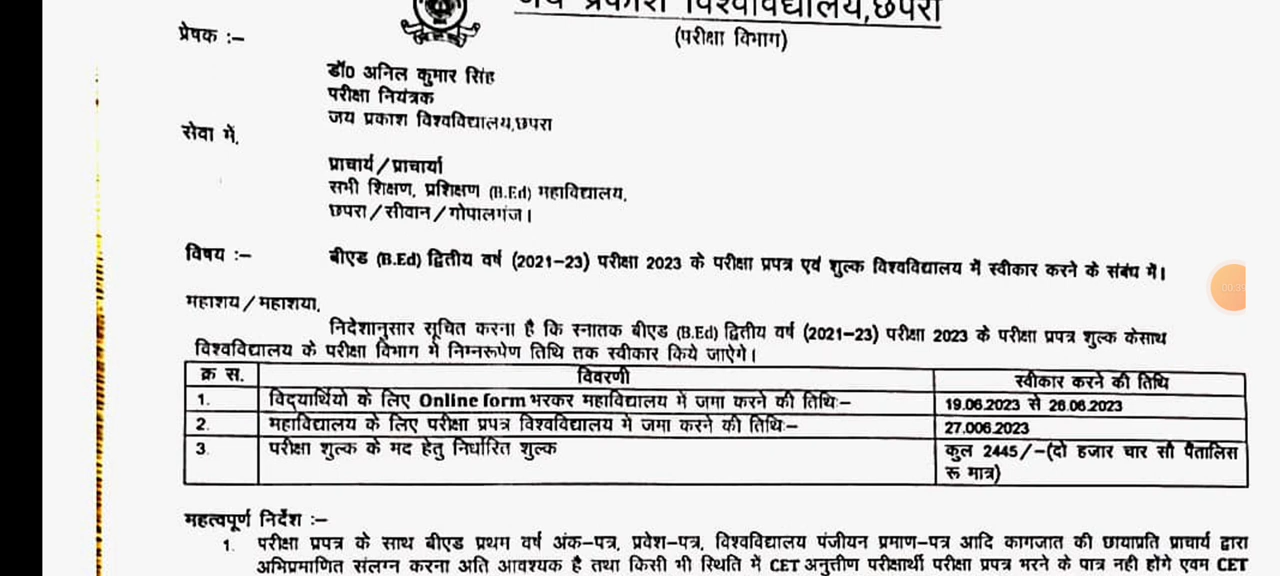 जय प्रकाश विश्वविद्यालय,छपरा
(परीक्षा विभाग)
प्रेषक :–
डॉ0 अनिल कुमार सिंह
परीक्षा नियंत्रक
जय प्रकाश विश्वविद्यालय,छपरा
सेवा में,
प्राचार्य/प्राचार्या
सभी शिक्षण, प्रशिक्षण (B.Ed) महाविद्यालय,
छपरा/सीवान/गोपालगंज।
विषय :– बीएड (B.Ed) द्वितीय वर्ष (2021–23) परीक्षा 2023 के परीक्षा प्रपत्र एवं शुल्क विश्वविद्यालय में स्वीकार करने के संबंध में।
महाशय/महाशया,
निदेशानुसार सूचित करना है कि स्नातक बीएड (B.Ed) द्वितीय वर्ष (2021–23) परीक्षा 2023 के परीक्षा प्रपत्र शुल्क केसाथ
विश्वविद्यालय के परीक्षा विभाग में निम्नरूपेण तिथि तक स्वीकार किये जाऐगे।
क्र स. विवरणी स्वीकार करने की तिथि
1. विद्यार्थियो के लिए Online form भरकर महाविद्यालय में जमा करने की तिथि:– 19.06.2023 से 26.06.2023
2. महाविद्यालय के लिए परीक्षा प्रपत्र विश्वविद्यालय मे जमा करने की तिथि:– 27.006.2023
3. परीक्षा शुल्क के मद हेतु निर्धारित शुल्क कुल 2445/–(दो हजार चार सौ पैतालिस
रू मात्र)
महत्वपूर्ण निर्देश :–
1. परीक्षा प्रपत्र के साथ बीएड प्रथम वर्ष अंक–पत्र, प्रवेश–पत्र, विश्वविद्यालय पंजीयन प्रमाण–पत्र आदि कागजात की छायाप्रति प्राचार्य द्वारा
अभिप्रमाणित संलग्न करना अति आवश्यक है तथा किसी भी स्थिति में CET अनुत्तीण परीक्षार्थी परीक्षा प्रपत्र भरने के पात्र नही होंगे एवम CET
00:39